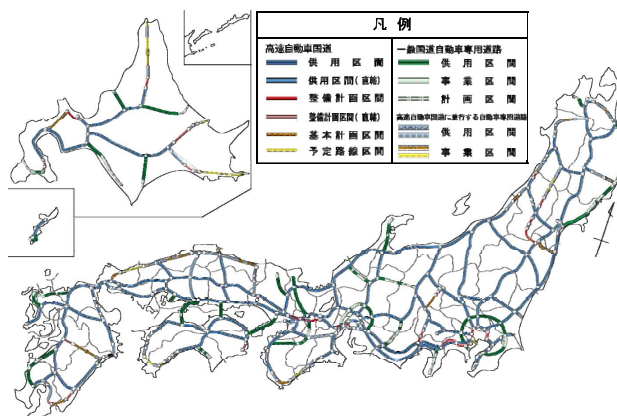 凡 例
高速自動車国道
供 用 区 間
供用区間(直轄)
整 備 計 画 区 間
整備計画区間(直轄)
基 本 計 画 区 間
予 定 路 線 区 間
一般国道自動車専用道路
供 用 区 間
事 業 区 間
計 画 区 間
高速自動車国道に並行する自動車専用道路
供 用 区 間
事 業 区 間